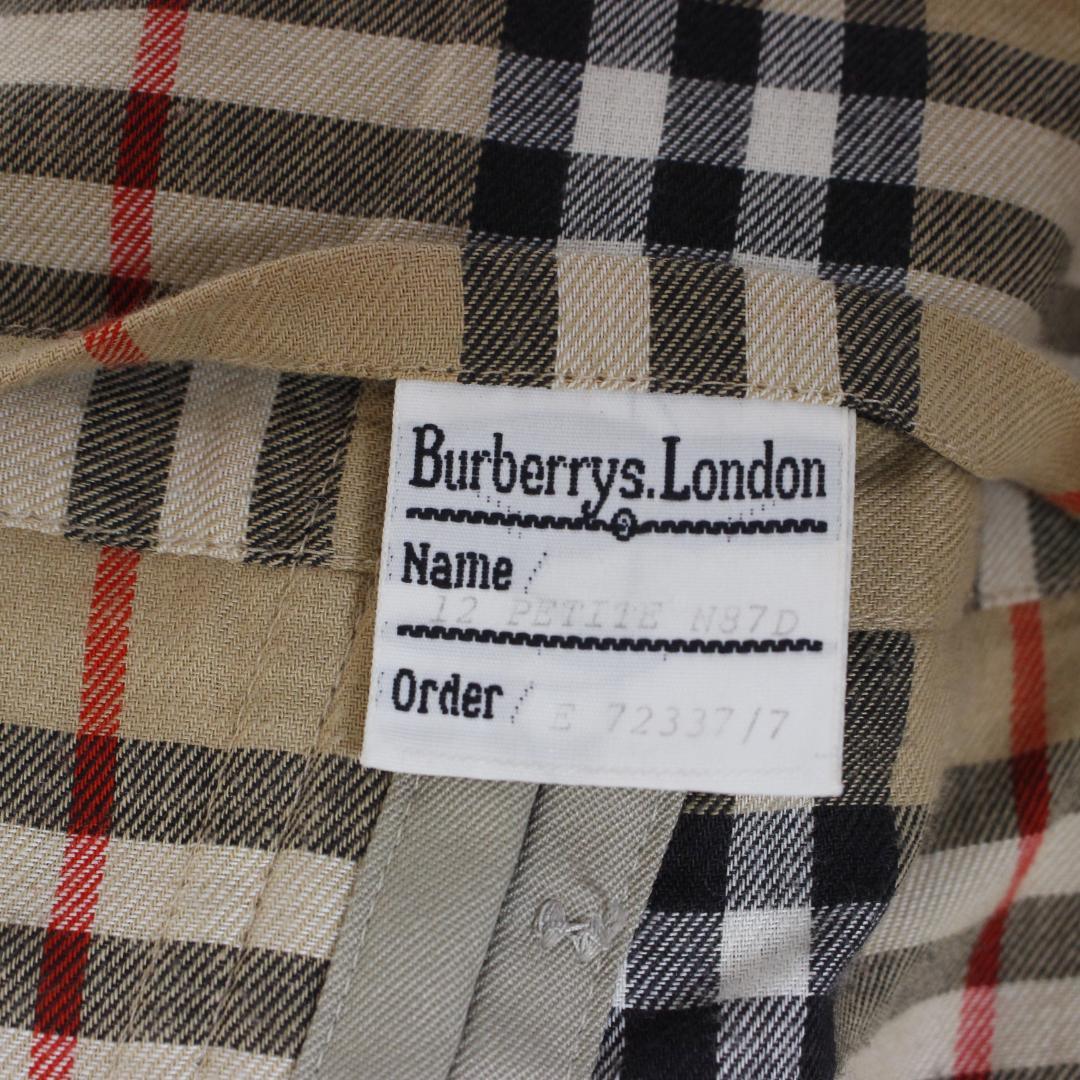 Burberrys. London
Name /
12 PETITE N87D
Order / E 72337/7